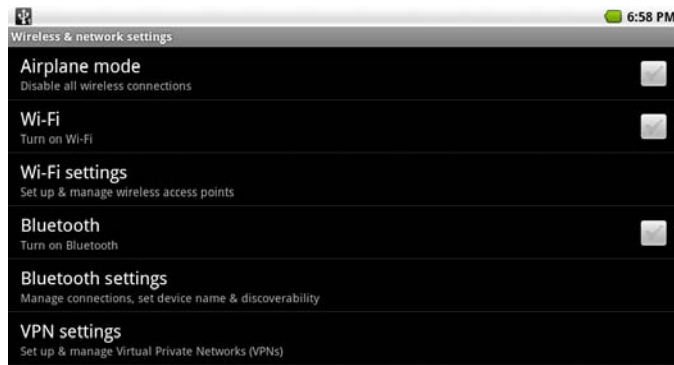 6:58 PM
Wireless & network settings
Airplane mode
Disable all wireless connections
Wi-Fi
Turn on Wi-Fi
Wi-Fi settings
Set up & manage wireless access points
Bluetooth
Turn on Bluetooth
Bluetooth settings
Manage connections, set device name & discoverability
VPN settings
Set up & manage Virtual Private Networks (VPNs)